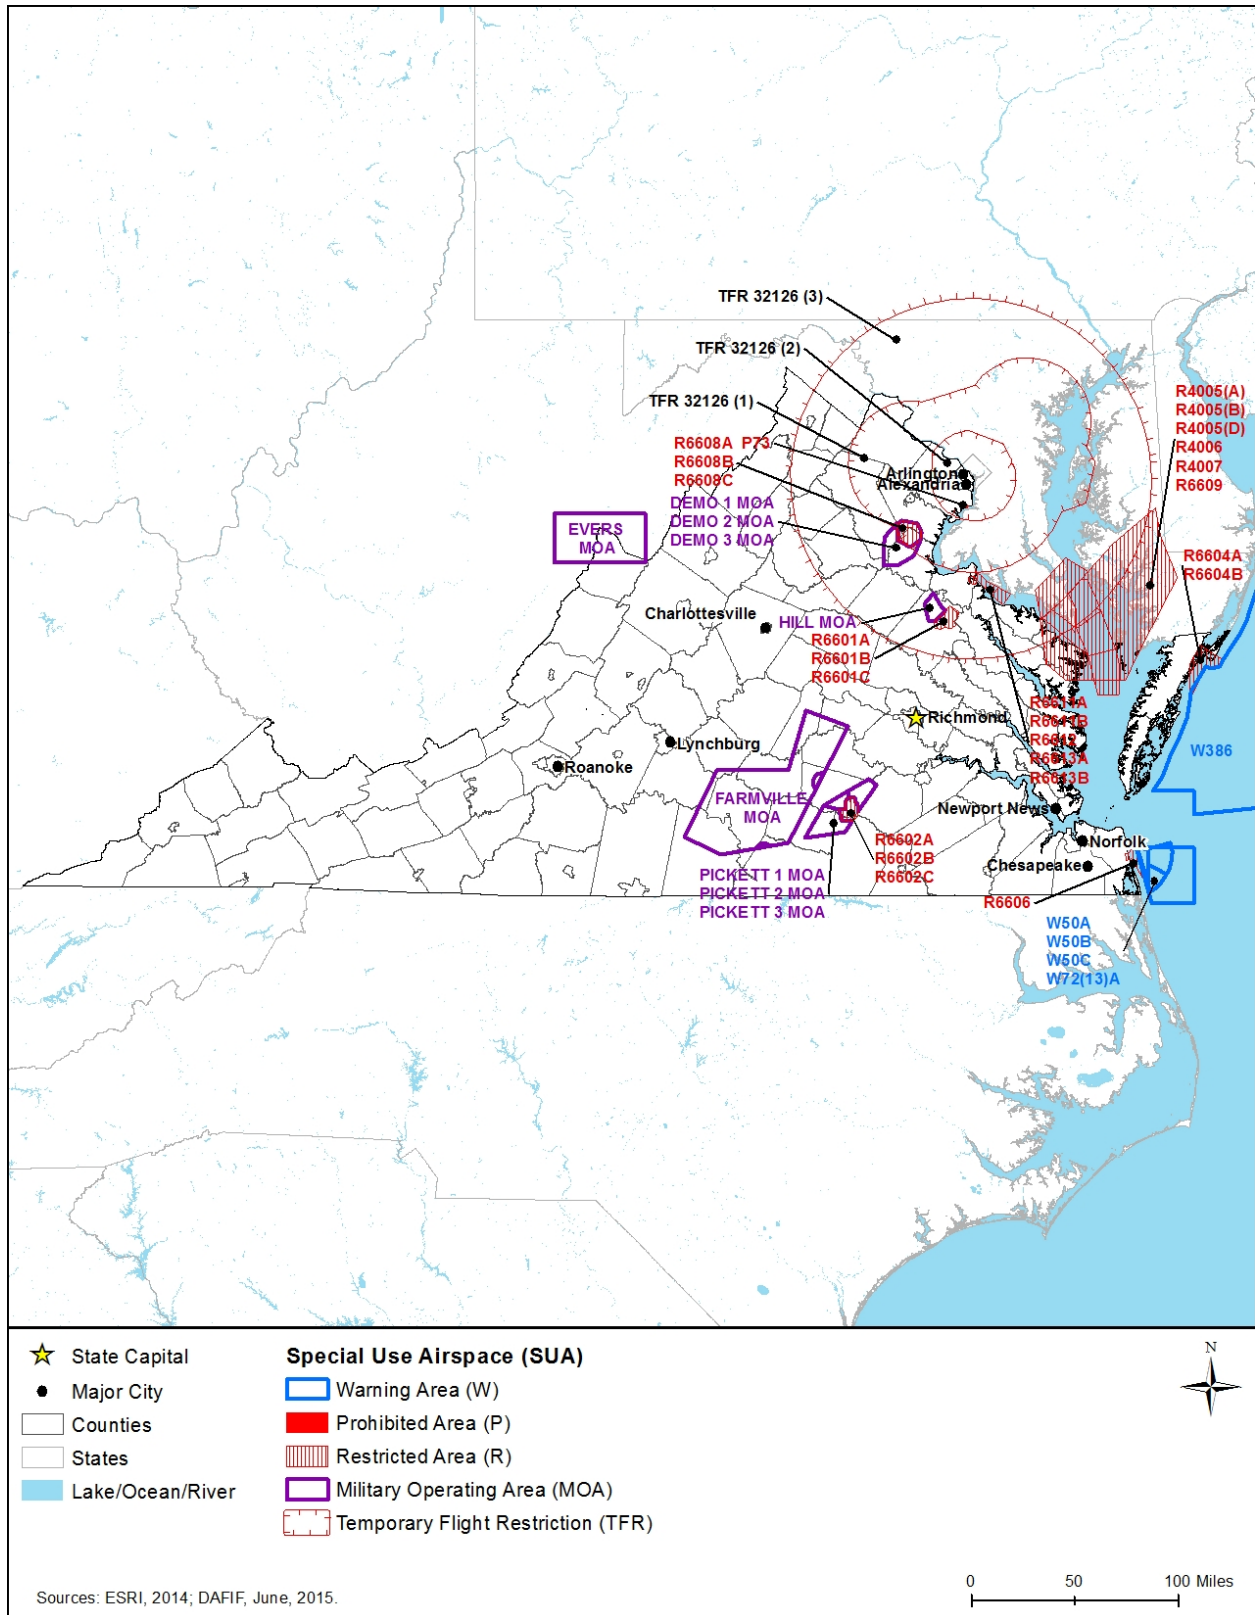 TFR 32126 (3)
TFR 32126 (2)
TFR 32126 (1)
R4005(A)
R4005(B)
R4005(D)
R4006
R4007
R6609
R6608A P73
R6608B
R6608C
Arlington
Alexandria
DEMO 1 MOA
DEMO 2 MOA
DEMO 3 MOA
EVERS
MOA
R6604A
R6604B
Charlottesville
HILL MOA
R6601A
R6601B
R6601C
R6611A
R6611B
R6612
R6613A
R6613B
Richmond
Lynchburg
Roanoke
W386
FARMVILLE
MOA
Newport News
R6602A
R6602B
R6602C
Norfolk
Chesapeake
PICKETT 1 MOA
PICKETT 2 MOA
PICKETT 3 MOA
R6606
W50A
W50B
W50C
W72(13)A
State Capital
Major City
Counties
States
Lake/Ocean/River
Special Use Airspace (SUA)
Warning Area (W)
Prohibited Area (P)
Restricted Area (R)
Military Operating Area (MOA)
Temporary Flight Restriction (TFR)
N
0 50 100 Miles
Sources: ESRI, 2014; DAFIF, June, 2015.